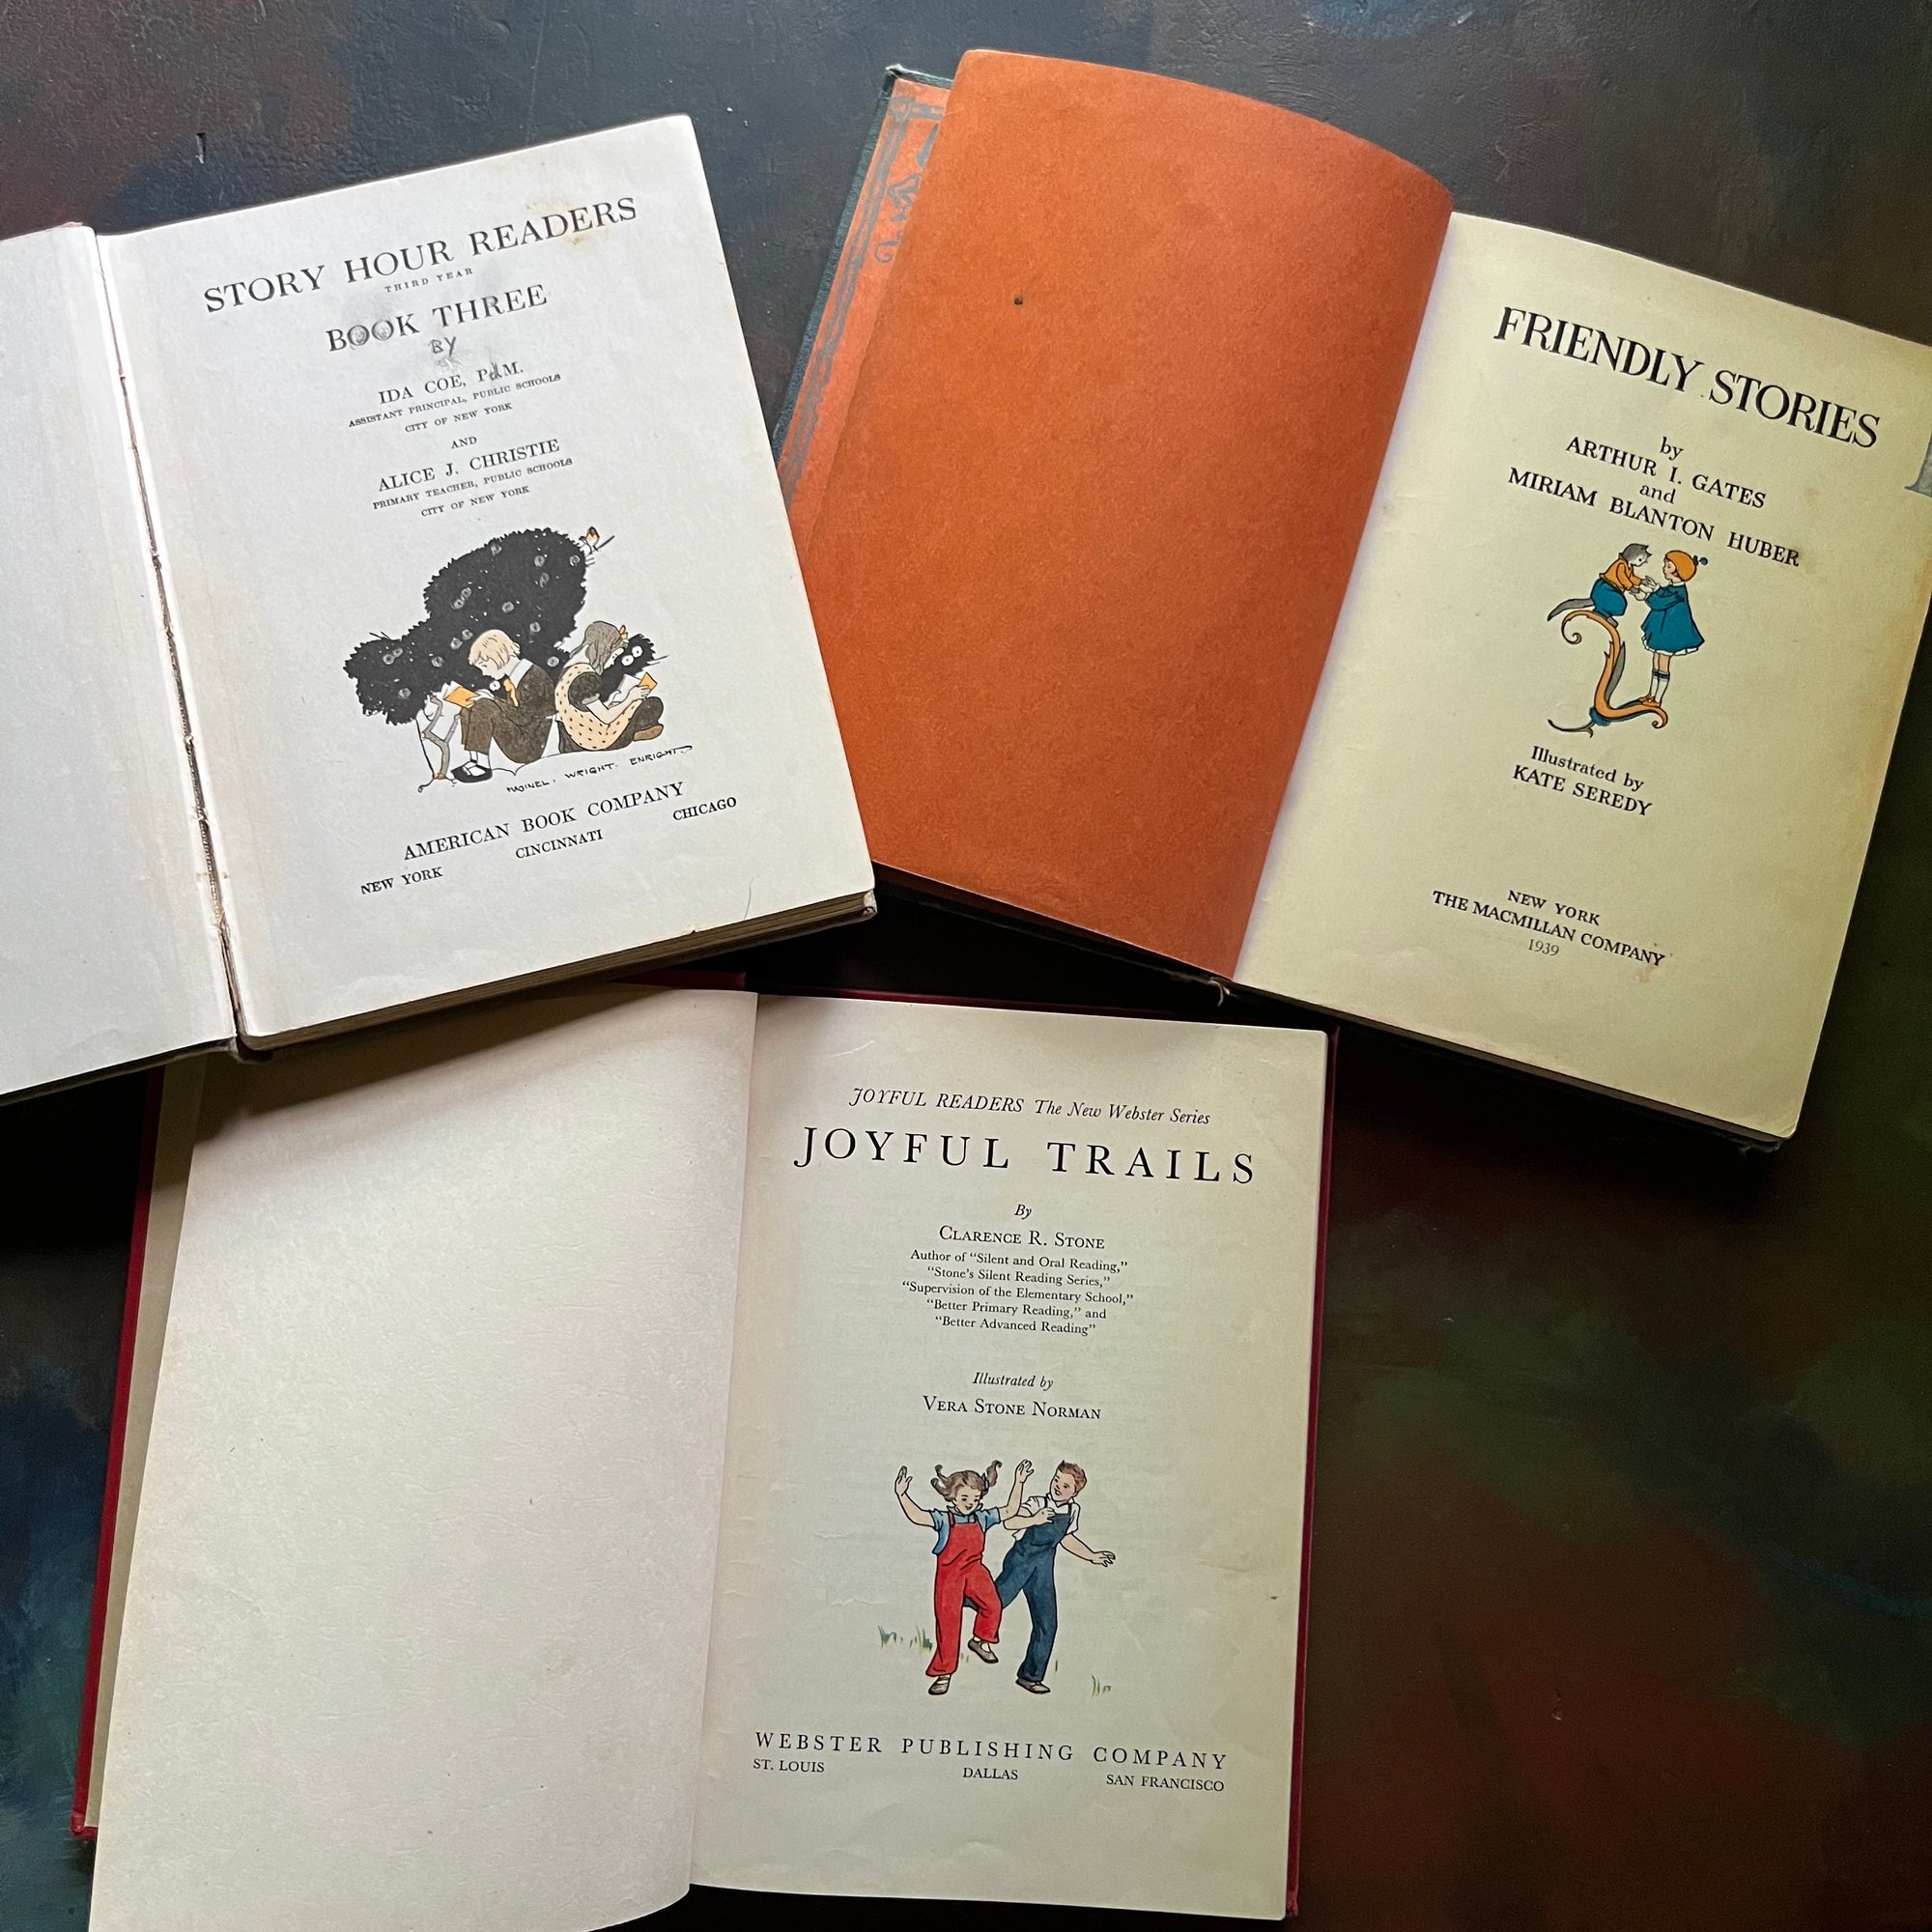 STORY HOUR READERS
THIRD YEAR
BOOK THREE
BY
IDA COE, Pd.M.
ASSISTANT PRINCIPAL, PUBLIC SCHOOLS
CITY OF NEW YORK
AND
ALICE J. CHRISTIE
PRIMARY TEACHER, PUBLIC SCHOOLS
CITY OF NEW YORK
MAGINEL. WRIGHT. ENRIGHT
AMERICAN BOOK COMPANY
NEW YORK CINCINNATI CHICAGO
FRIENDLY STORIES
by
ARTHUR I. GATES
and
MIRIAM BLANTON HUBER
Illustrated by
KATE SEREDY
NEW YORK
THE MACMILLAN COMPANY
1939
JOYFUL READERS The New Webster Series
JOYFUL TRAILS
By
CLARENCE R. STONE
Author of "Silent and Oral Reading,"
"Stone's Silent Reading Series,"
"Supervision of the Elementary School,"
"Better Primary Reading," and
"Better Advanced Reading"
Illustrated by
VERA STONE NORMAN
WEBSTER PUBLISHING COMPANY
ST. LOUIS DALLAS SAN FRANCISCO